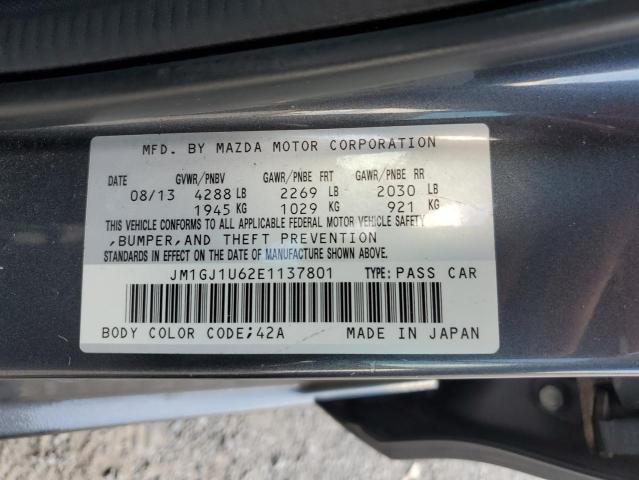 MFD. BY MAZDA MOTOR CORPORATION
DATE GVWR/PNBV GAWR/PNBE FRT GAWR/PNBE RR
08/13 4288 LB 2269 LB 2030 LB
1945 KG 1029 KG 921 KG
THIS VEHICLE CONFORMS TO ALL APPLICABLE FEDERAL MOTOR VEHICLE SAFETY
,BUMPER,AND THEFT PREVENTION
STANDARDS IN EFFECT ON THE DATE OF MANUFACTURE SHOWN ABOVE.
JM1GJ1U62E1137801 TYPE: PASS CAR
BODY COLOR CODE;42A MADE IN JAPAN